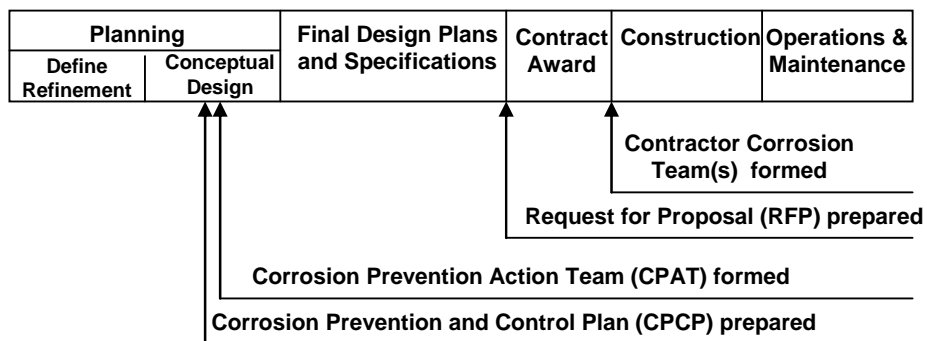 Planning
Define
Refinement
Conceptual
Design
Final Design Plans
and Specifications
Contract
Award
Construction
Operations &
Maintenance
Contractor Corrosion
Team(s) formed
Request for Proposal (RFP) prepared
Corrosion Prevention Action Team (CPAT) formed
Corrosion Prevention and Control Plan (CPCP) prepared